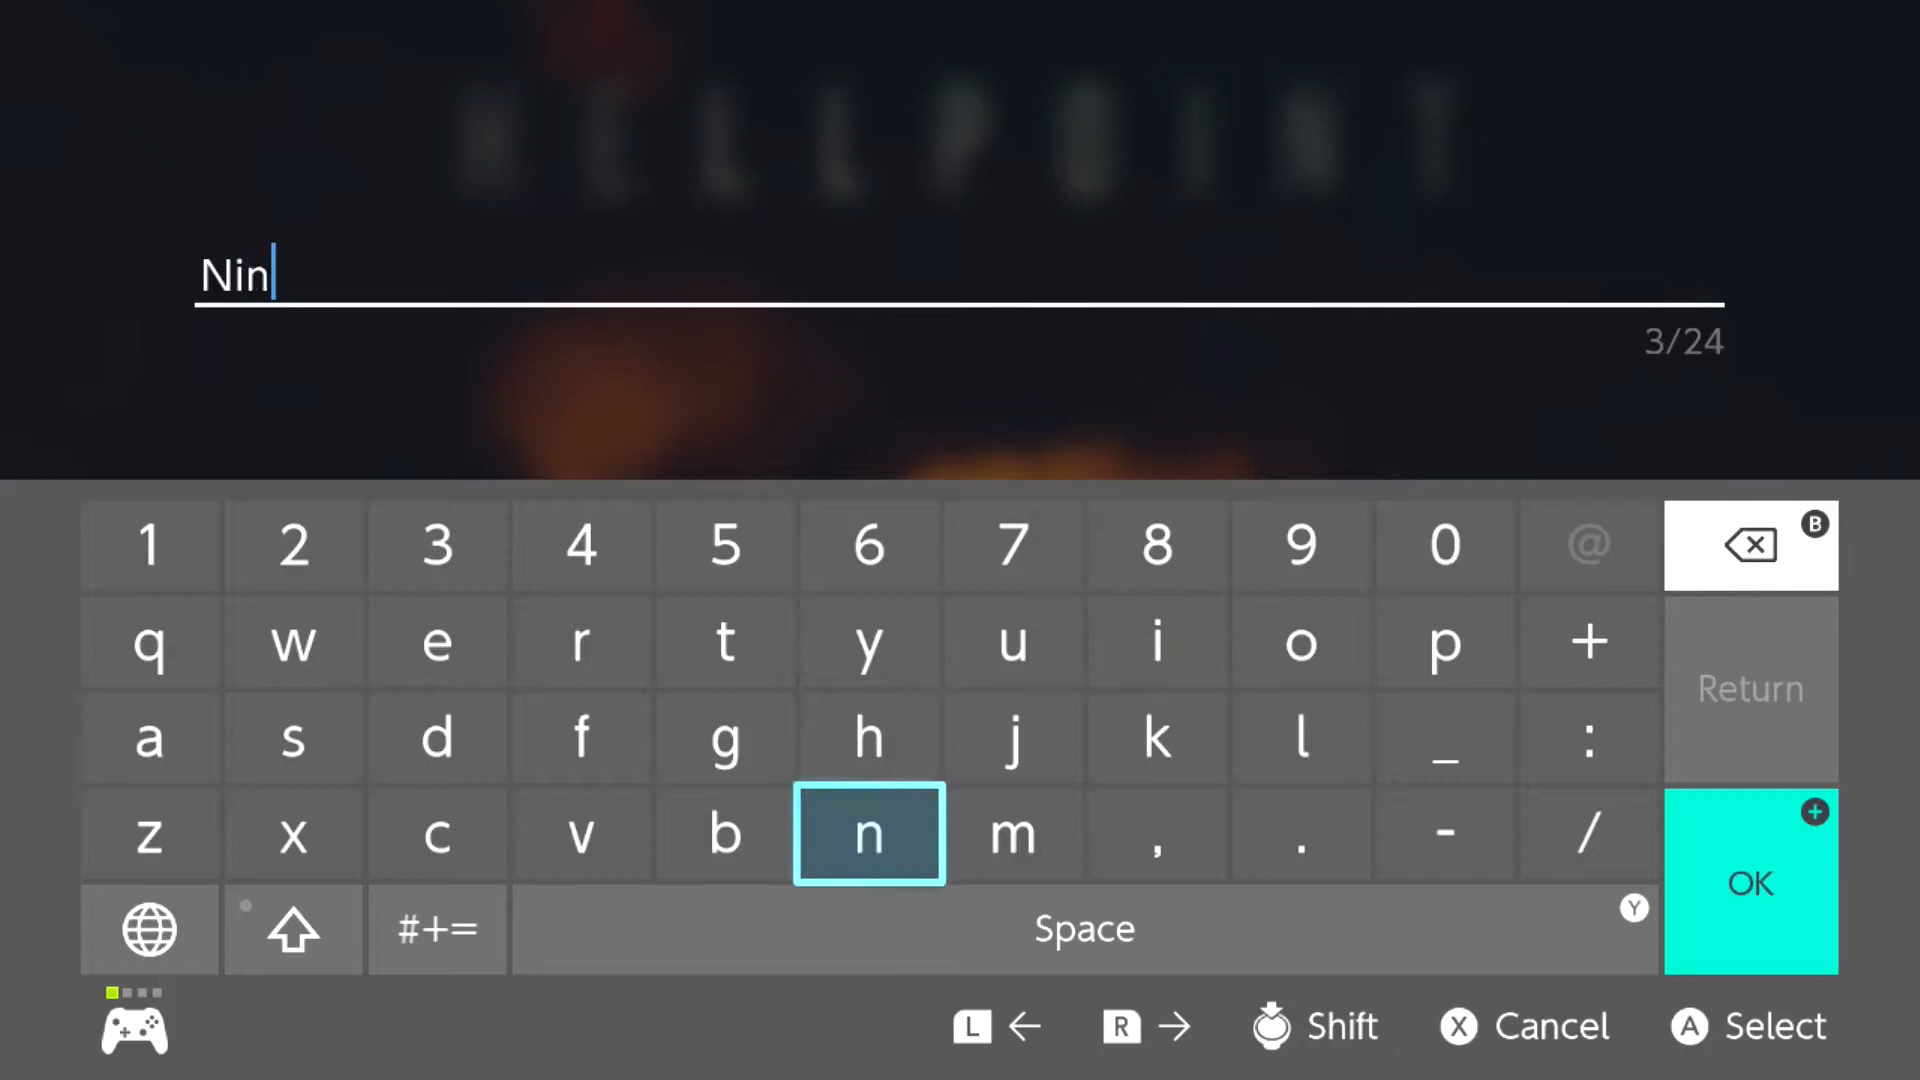 HELLPOINT
Nin
3/24
1 2 3 4 5 6 7 8 9 0 @ B
q w e r t y u i o p +
Return
a s d f g h j k l _ :
z x c v b n m , . - / +
OK
#+= Space Y
L ← R → Shift X Cancel A Select